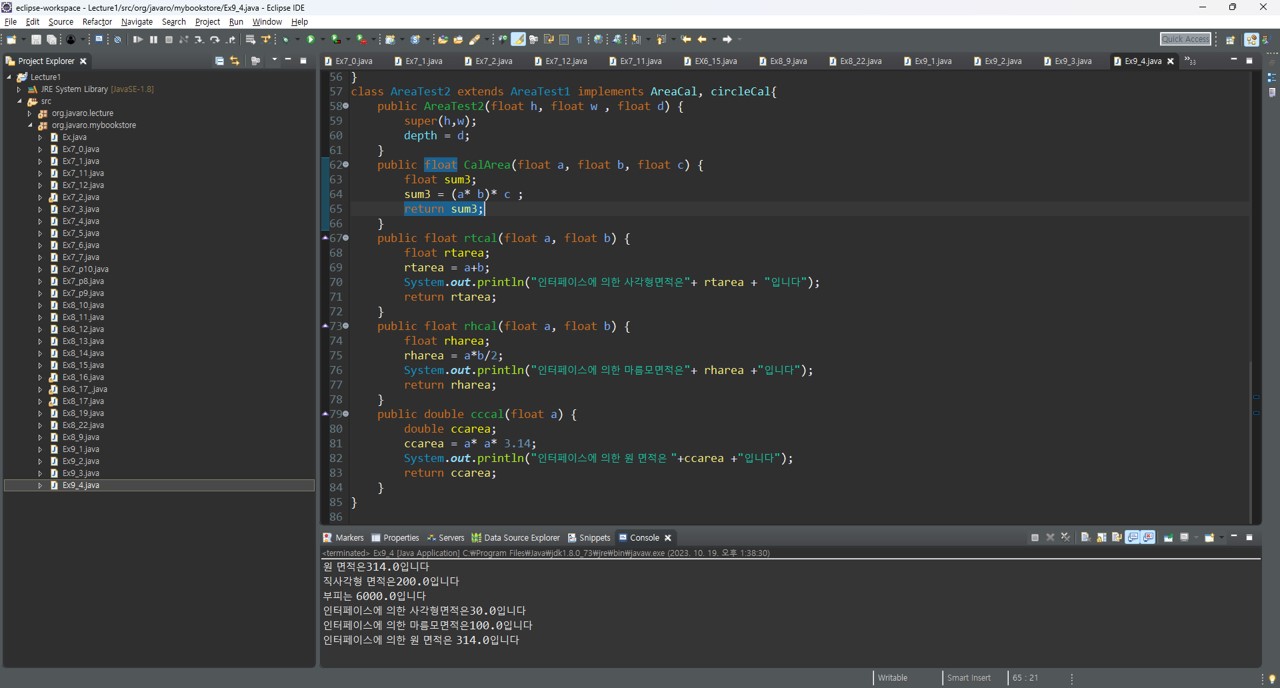 eclipse-workspace - Lecture1/src/org/javaro/mybookstore/Ex9_4.java - Eclipse IDE
File Edit Source Refactor Navigate Search Project Run Window Help
Quick Access
Project Explorer
Ex7_0.java Ex7_1.java Ex7_2.java Ex7_12.java Ex7_11.java EX6_15.java Ex8_9.java Ex8_22.java Ex9_1.java Ex9_2.java Ex9_3.java Ex9_4.java »33
Lecture1
JRE System Library [JavaSE-1.8]
src
org.javaro.lecture
org.javaro.mybookstore
Ex.java
Ex7_0.java
Ex7_1.java
Ex7_11.java
Ex7_12.java
Ex7_2.java
Ex7_3.java
Ex7_4.java
Ex7_5.java
Ex7_6.java
Ex7_7.java
Ex7_p10.java
Ex7_p8.java
Ex7_p9.java
Ex8_10.java
Ex8_11.java
Ex8_12.java
Ex8_13.java
Ex8_14.java
Ex8_15.java
Ex8_16.java
Ex8_17_.java
Ex8_17.java
Ex8_19.java
Ex8_22.java
Ex8_9.java
Ex9_1.java
Ex9_2.java
Ex9_3.java
Ex9_4.java
56 }
57 class AreaTest2 extends AreaTest1 implements AreaCal, circleCal{
58 public AreaTest2(float h, float w , float d) {
59 super(h,w);
60 depth = d;
61 }
62 public float CalArea(float a, float b, float c) {
63 float sum3;
64 sum3 = (a* b)* c ;
65 return sum3;
66 }
67 public float rtcal(float a, float b) {
68 float rtarea;
69 rtarea = a+b;
70 System.out.println("인터페이스에 의한 사각형면적은"+ rtarea + "입니다");
71 return rtarea;
72 }
73 public float rhcal(float a, float b) {
74 float rharea;
75 rharea = a*b/2;
76 System.out.println("인터페이스에 의한 마름모면적은"+ rharea +"입니다");
77 return rharea;
78 }
79 public double cccal(float a) {
80 double ccarea;
81 ccarea = a* a* 3.14;
82 System.out.println("인터페이스에 의한 원 면적은 "+ccarea +"입니다");
83 return ccarea;
84 }
85 }
86
Markers Properties Servers Data Source Explorer Snippets Console
<terminated> Ex9_4 [Java Application] C:₩Program Files₩Java₩jdk1.8.0_73₩jre₩bin₩javaw.exe (2023. 10. 19. 오후 1:38:30)
원 면적은314.0입니다
직사각형 면적은200.0입니다
부피는 6000.0입니다
인터페이스에 의한 사각형면적은30.0입니다
인터페이스에 의한 마름모면적은100.0입니다
인터페이스에 의한 원 면적은 314.0입니다
Writable Smart Insert 65 : 21